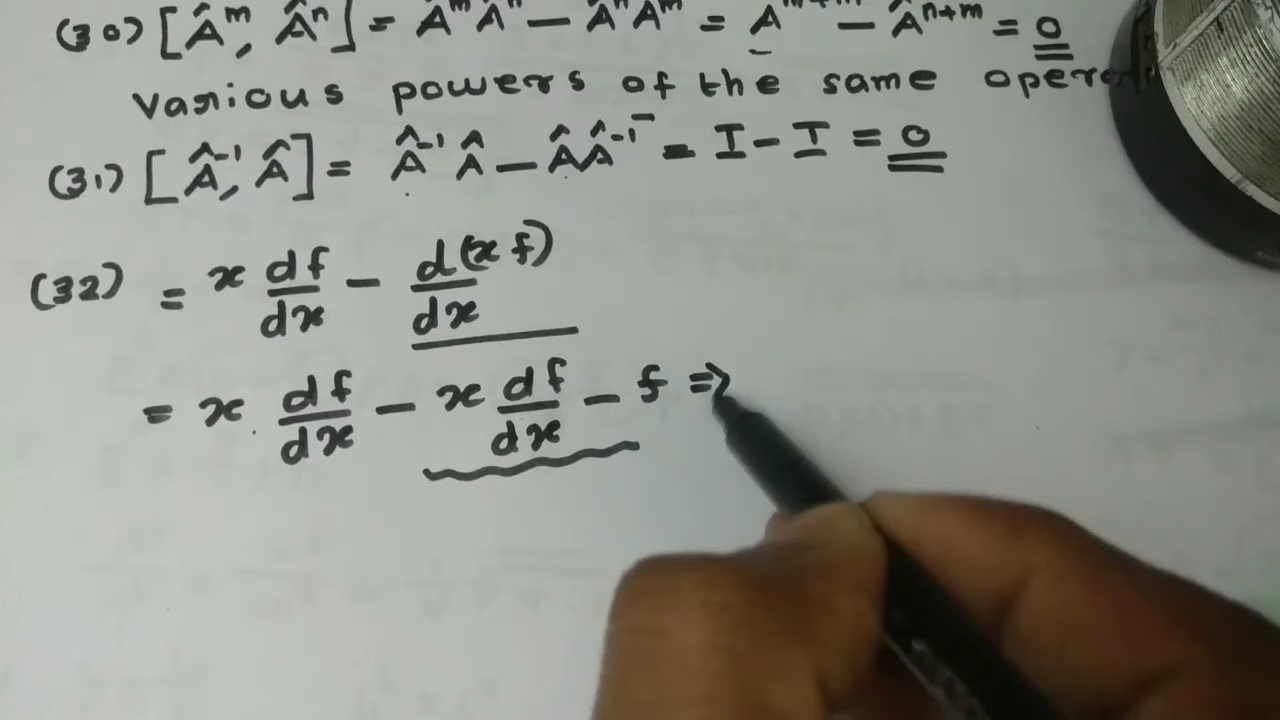 (30) [Â^m, Â^n] = Â^m Â^n - Â^n Â^m = Â^m+n - Â^n+m = 0
various powers of the same
(31) [Â^-1, Â] = Â^-1 Â - Â Â^-1 = I - I = 0
(32) = x df/dx - d(x f)/dx
= x df/dx - x df/dx - f ⇒